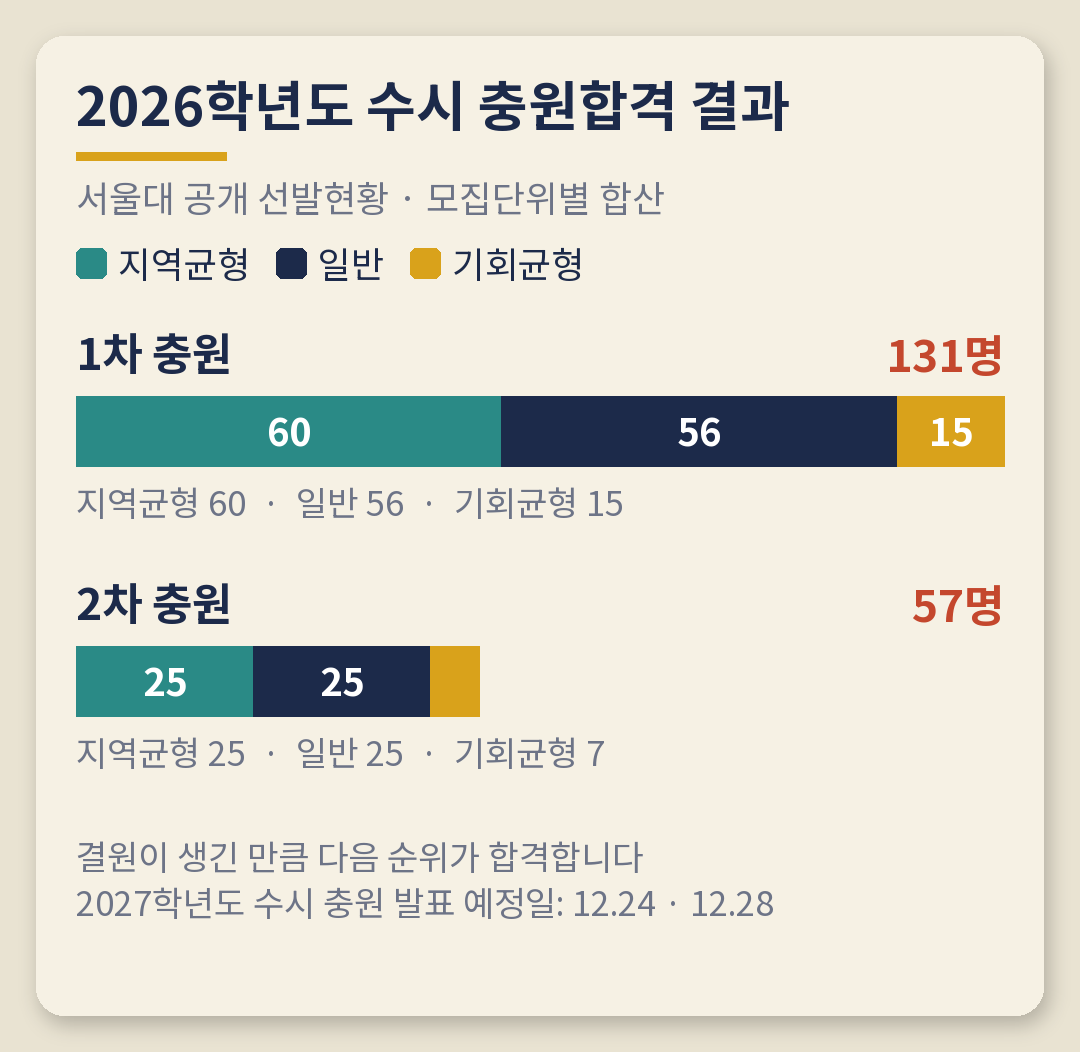 2026학년도 수시 충원합격 결과
서울대 공개 선발현황 · 모집단위별 합산
지역균형 일반 기회균형
1차 충원 131명
60 56 15
지역균형 60 · 일반 56 · 기회균형 15
2차 충원 57명
25 25
지역균형 25 · 일반 25 · 기회균형 7
결원이 생긴 만큼 다음 순위가 합격합니다
2027학년도 수시 충원 발표 예정일: 12.24 · 12.28